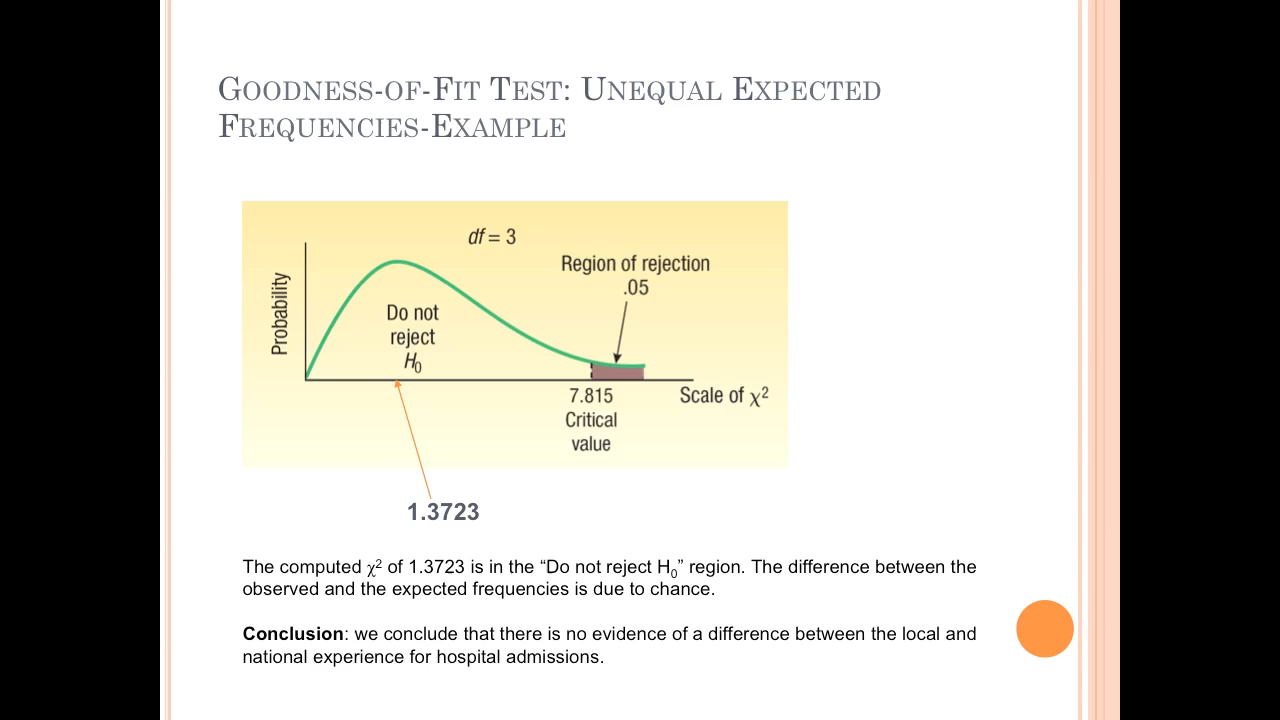 GOODNESS-OF-FIT TEST: UNEQUAL EXPECTED
FREQUENCIES-EXAMPLE
df = 3
Region of rejection
.05
Probability
Do not
reject
H₀
7.815
Critical
value
Scale of χ²
1.3723
The computed χ² of 1.3723 is in the “Do not reject H₀” region. The difference between the
observed and the expected frequencies is due to chance.
Conclusion: we conclude that there is no evidence of a difference between the local and
national experience for hospital admissions.